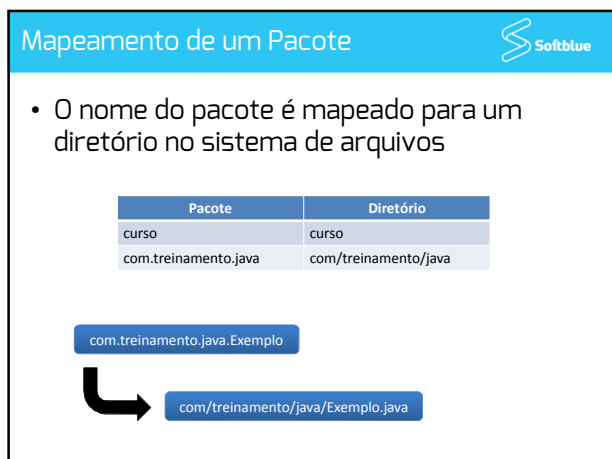 Mapeamento de um Pacote
Softblue
• O nome do pacote é mapeado para um
diretório no sistema de arquivos
Pacote Diretório
curso curso
com.treinamento.java com/treinamento/java
com.treinamento.java.Exemplo
com/treinamento/java/Exemplo.java